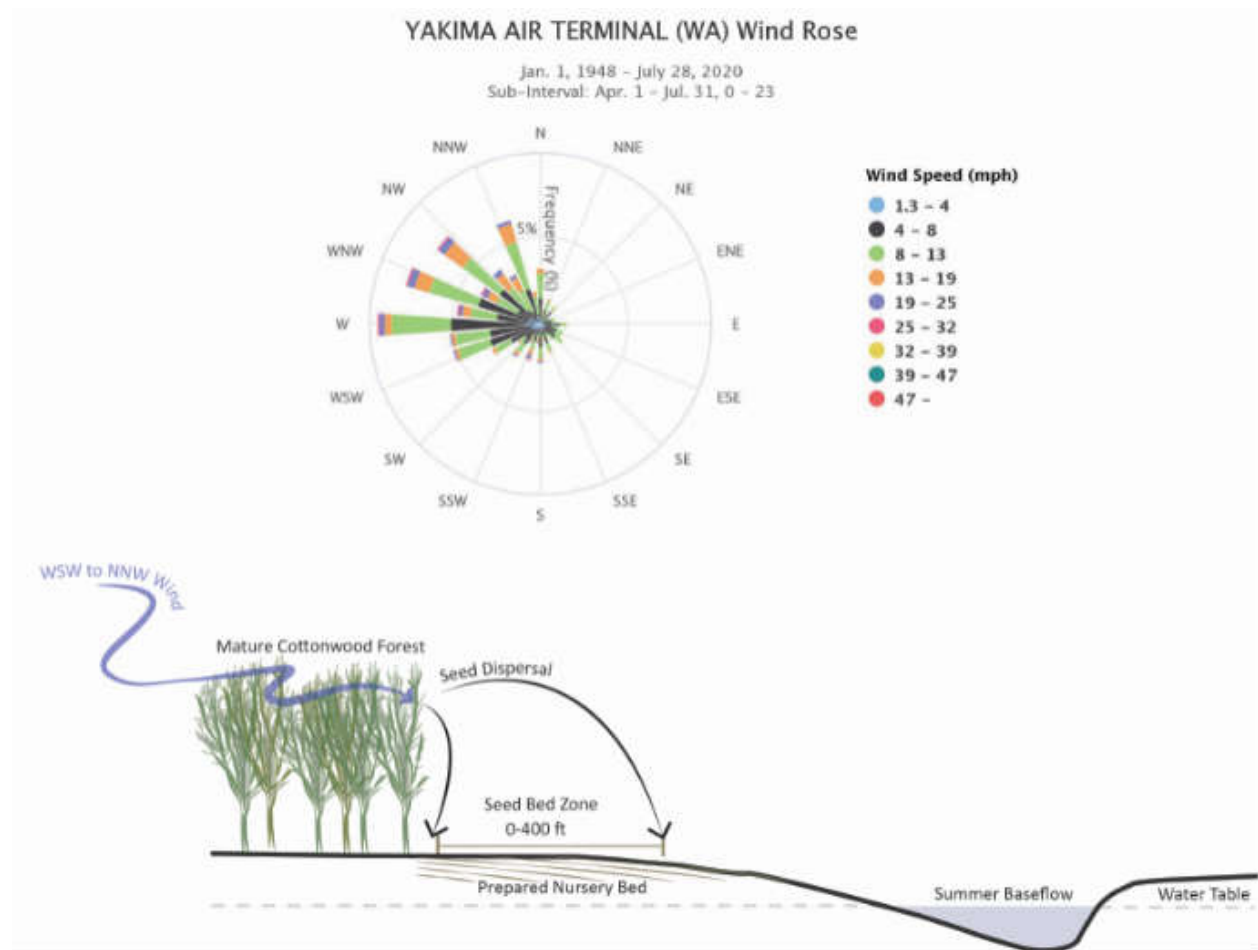 YAKIMA AIR TERMINAL (WA) Wind Rose
Jan. 1, 1948 – July 28, 2020
Sub-Interval: Apr. 1 – Jul. 31, 0 – 23
N
NNE
NE
ENE
E
ESE
SE
SSE
S
SSW
SW
WSW
W
WNW
NW
NNW
5%
Frequency (%)
Wind Speed (mph)
1.3 – 4
4 – 8
8 – 13
13 – 19
19 – 25
25 – 32
32 – 39
39 – 47
47 –
WSW to NNW Wind
Mature Cottonwood Forest
Seed Dispersal
Seed Bed Zone
0-400 ft
Prepared Nursery Bed
Summer Baseflow
Water Table